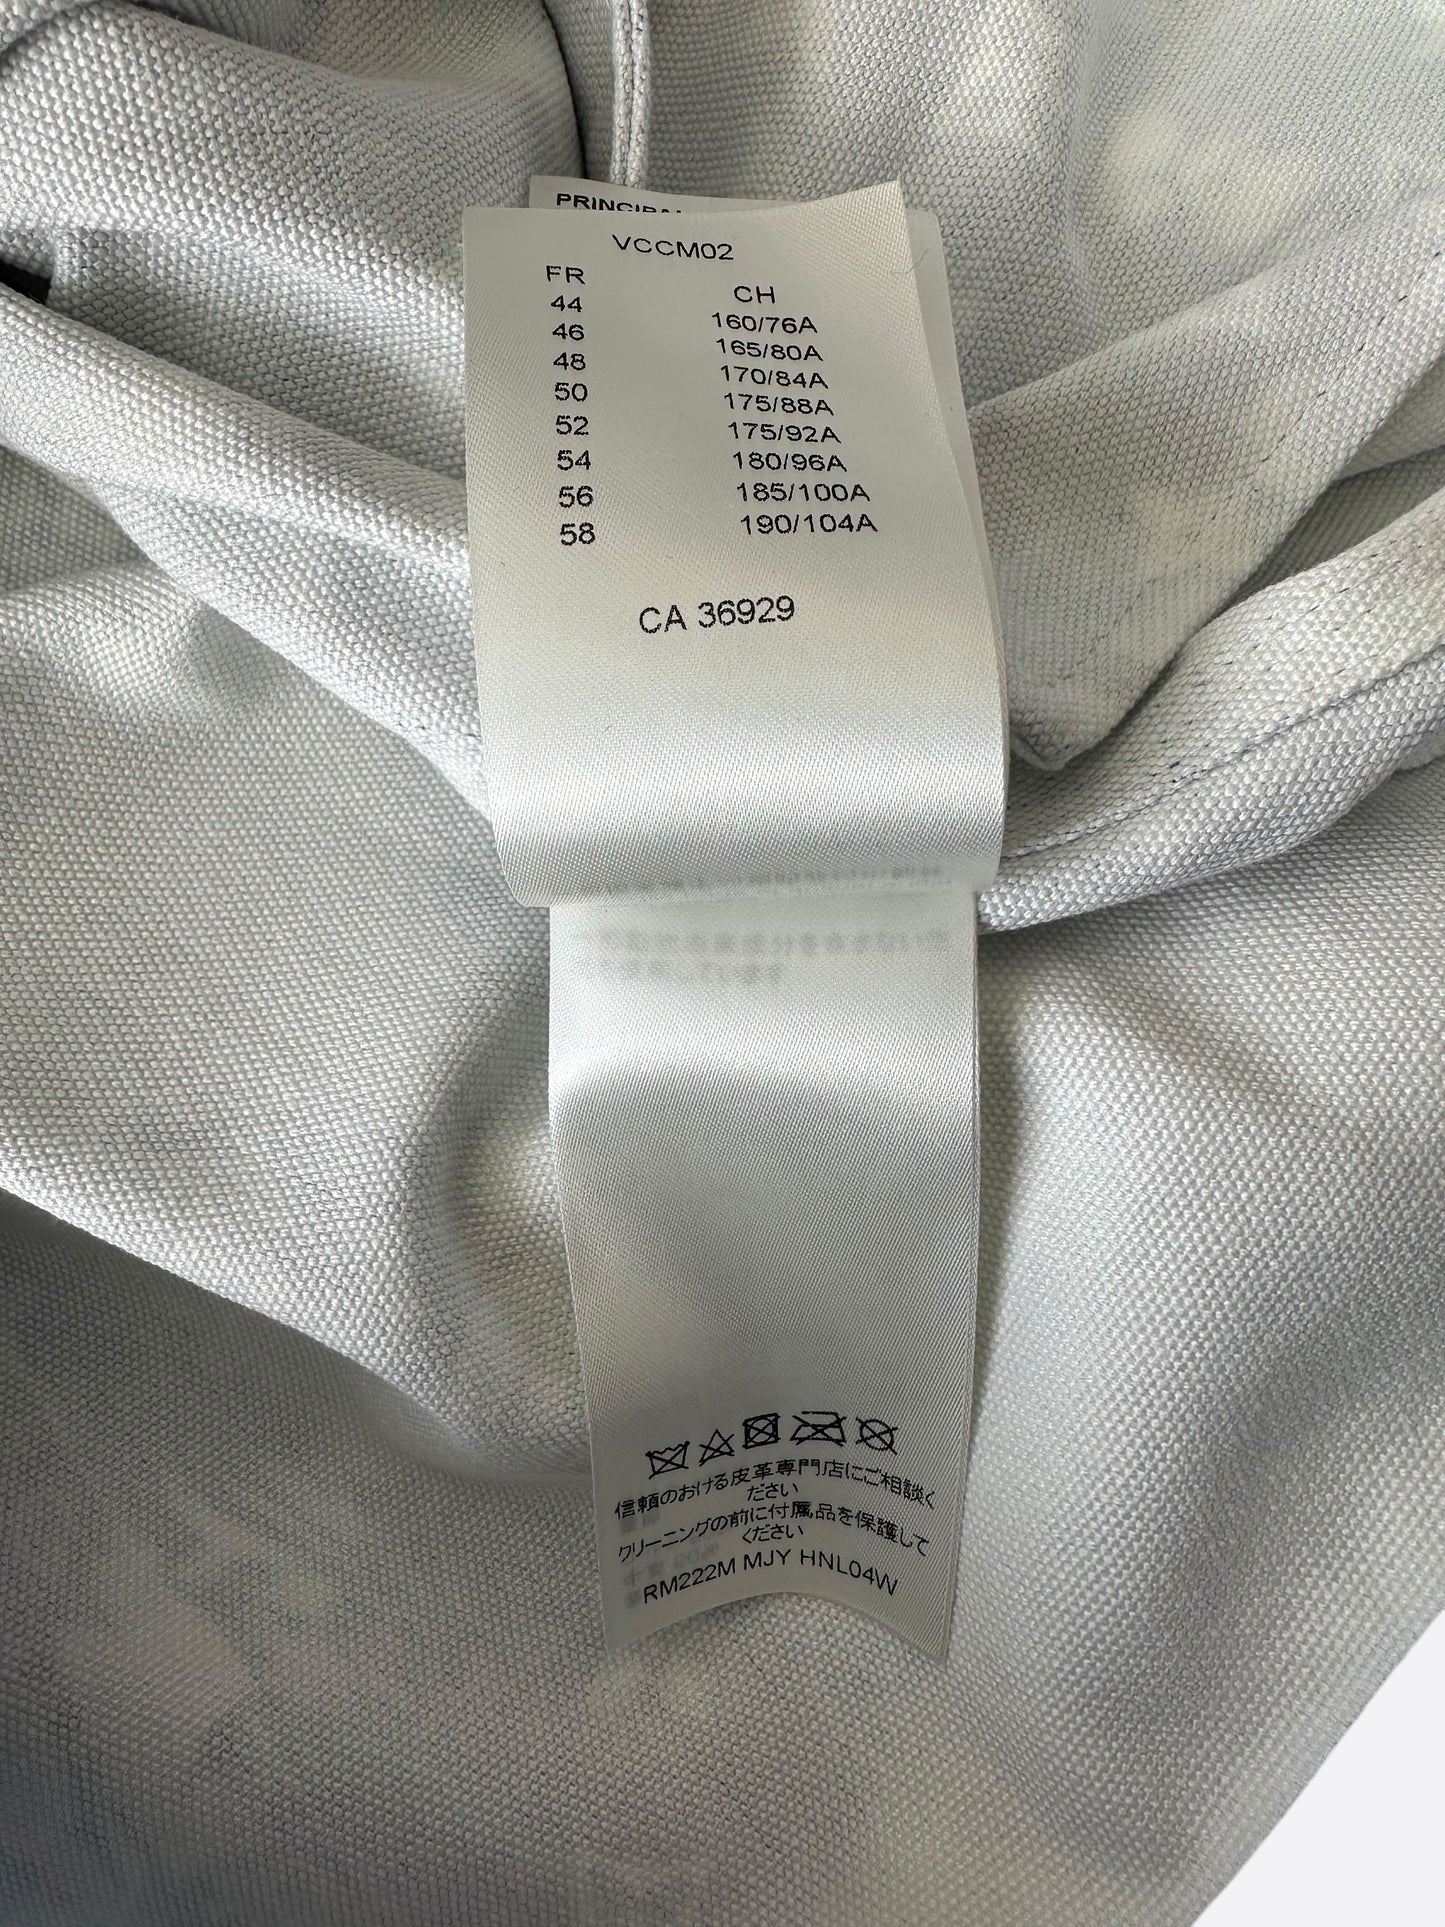 PRINCIPAL
VCCM02
FR CH
44 160/76A
46 165/80A
48 170/84A
50 175/88A
52 175/92A
54 180/96A
56 185/100A
58 190/104A
CA 36929
信頼のおける皮革専門店にご相談く
ださい
クリーニングの前に付属品を保護して
ください
RM222M MJY HNL04W